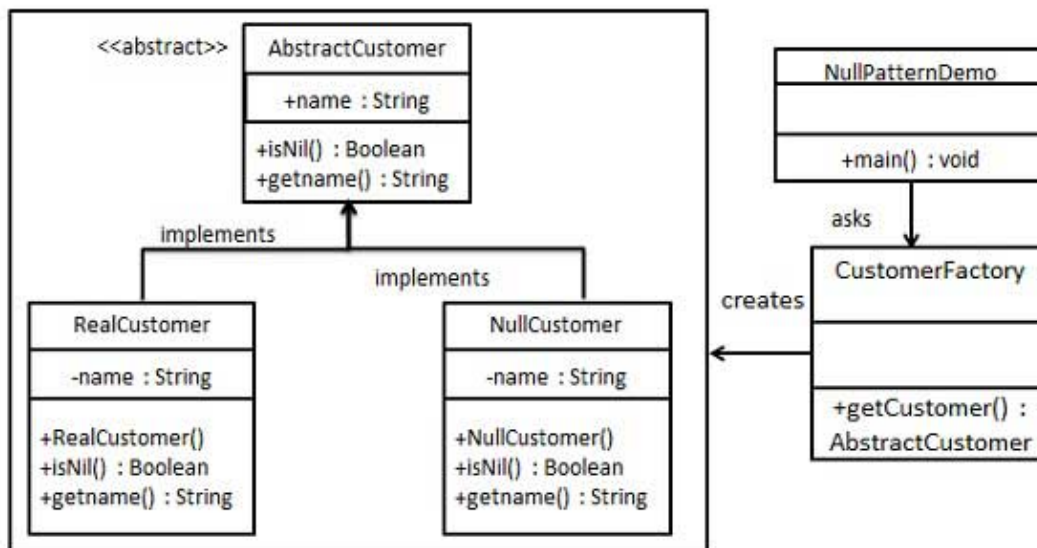 <<abstract>>
AbstractCustomer
+name : String
+isNil() : Boolean
+getname() : String
implements
implements
RealCustomer
-name : String
+RealCustomer()
+isNil() : Boolean
+getname() : String
NullCustomer
-name : String
+NullCustomer()
+isNil() : Boolean
+getname() : String
NullPatternDemo
+main() : void
asks
CustomerFactory
+getCustomer() :
AbstractCustomer
creates